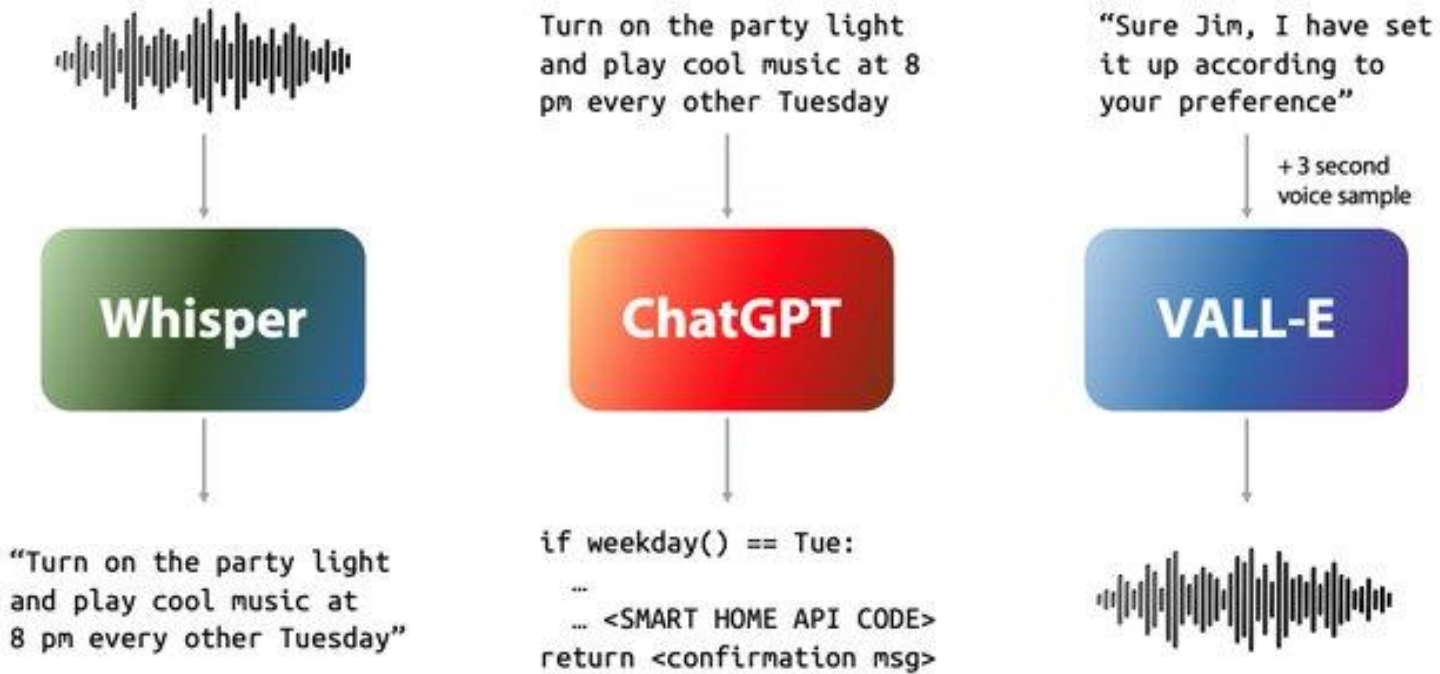 Whisper
“Turn on the party light
and play cool music at
8 pm every other Tuesday”
Turn on the party light
and play cool music at 8
pm every other Tuesday
ChatGPT
if weekday() == Tue:
…
… <SMART HOME API CODE>
return <confirmation msg>
“Sure Jim, I have set
it up according to
your preference”
+ 3 second
voice sample
VALL-E